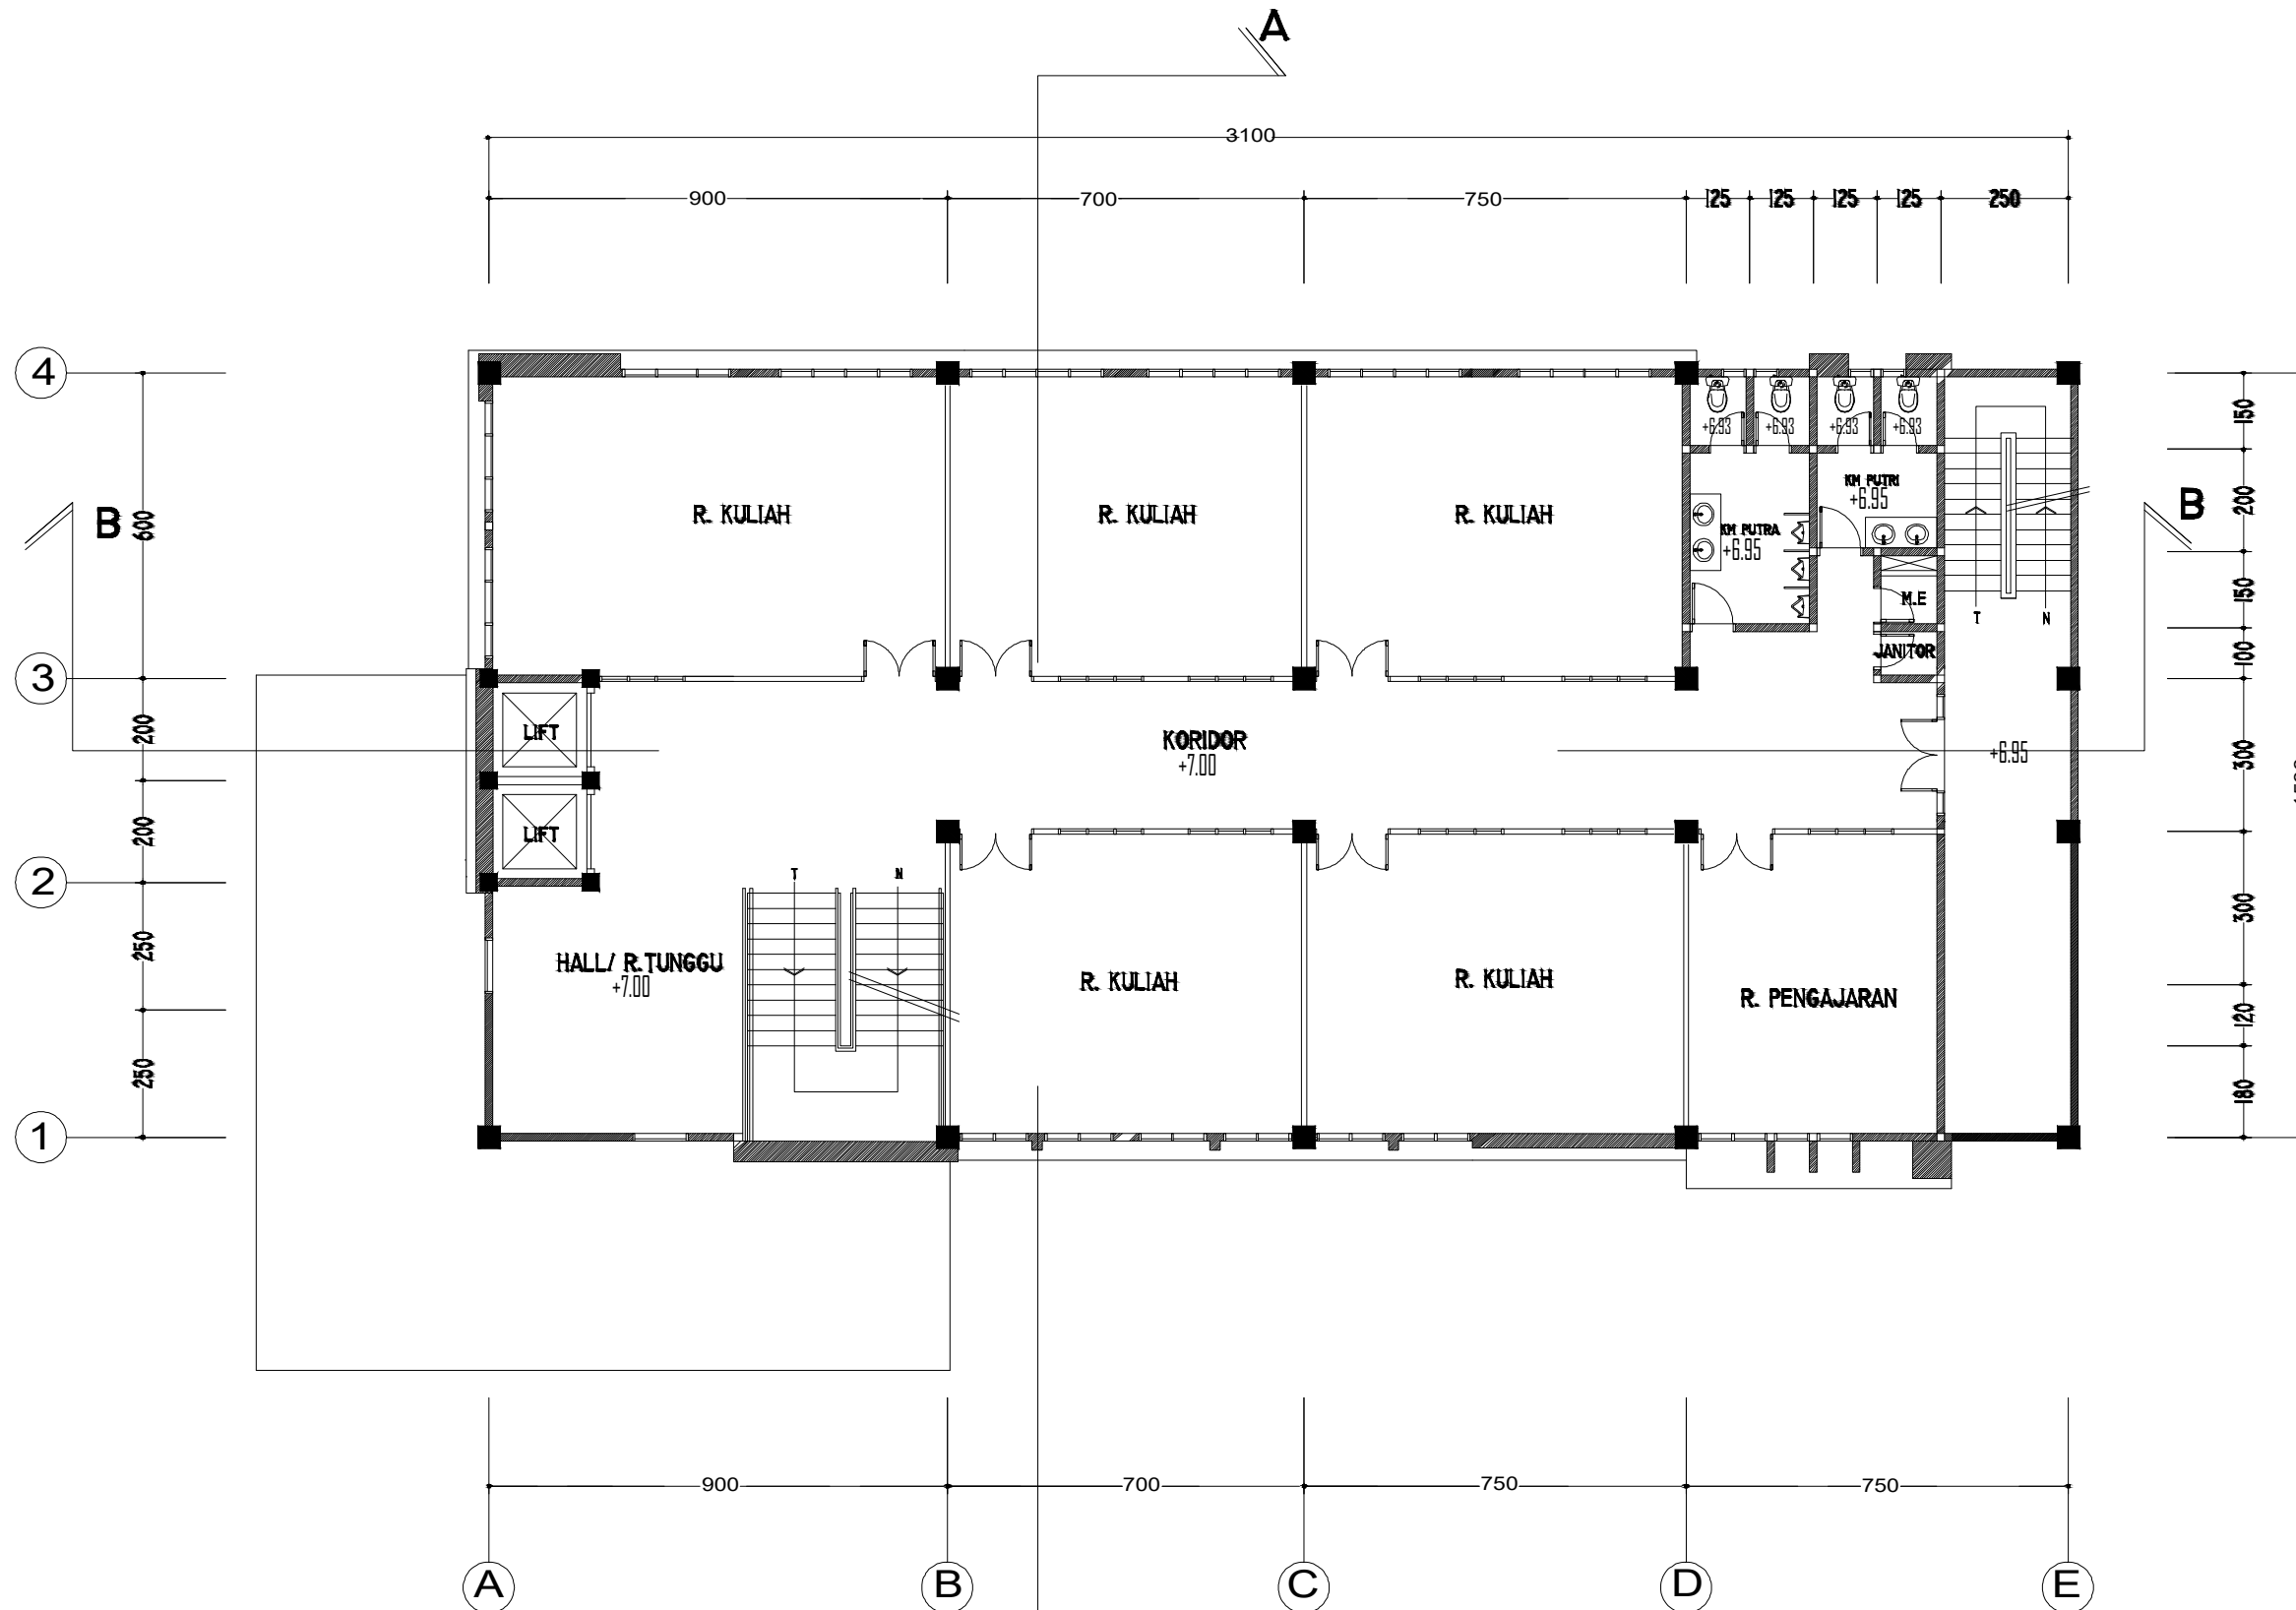 A
3100
900 700 750 125 125 125 125 250
4
+6.93 +6.93 +6.93 +6.93
150
KM PUTRI
+6.95
B 600 R. KULIAH R. KULIAH R. KULIAH KM PUTRA
+6.95
200 B
M.E
150
T N
JANITOR
100
3
200 LIFT KORIDOR
+7.00
+6.95 300
200 LIFT
2
T N
300
250 HALL/ R.TUNGGU
+7.00
R. KULIAH R. KULIAH R. PENGAJARAN
120
250 180
1
900 700 750 750
A B C D E